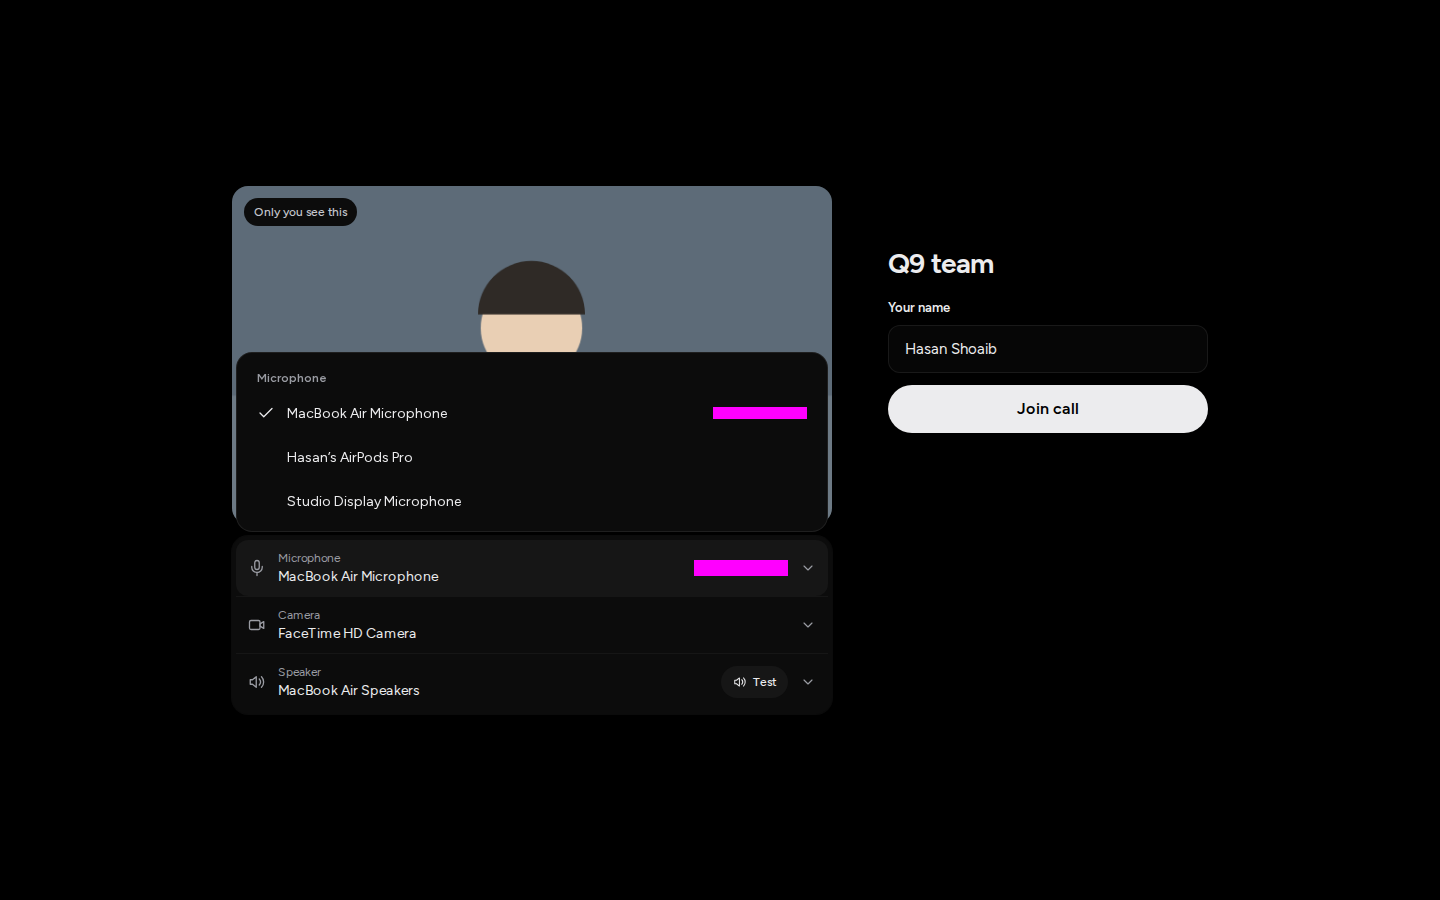 Only you see this
Microphone
MacBook Air Microphone
Hasan’s AirPods Pro
Studio Display Microphone
Microphone
MacBook Air Microphone
Camera
FaceTime HD Camera
Speaker
MacBook Air Speakers
Test
Q9 team
Your name
Hasan Shoaib
Join call